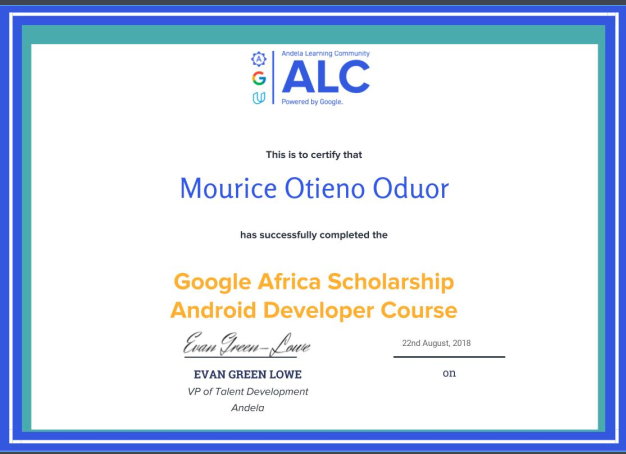 Andela Learning Community
ALC
Powered by Google.
This is to certify that
Mourice Otieno Oduor
has successfully completed the
Google Africa Scholarship
Android Developer Course
Evan Green-Lowe
22nd August, 2018
EVAN GREEN LOWE
on
VP of Talent Development
Andela